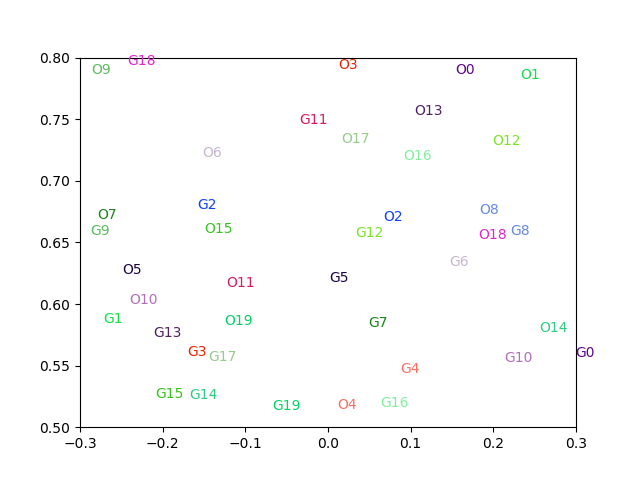 0.80
O9 G18 O3 O0 O1
0.75
G11 O13 O12
O6 O17 O16
0.70
G2 O8
O7 O2
G9 O15 G12 O18 G8
0.65
O5 G5 G6
O10 O11
0.60
G1 O19 G7 O14
G13
G3 G17 G10 G0
0.55
G4
G15 G14 G19 O4 G16
0.50
−0.3 −0.2 −0.1 0.0 0.1 0.2 0.3